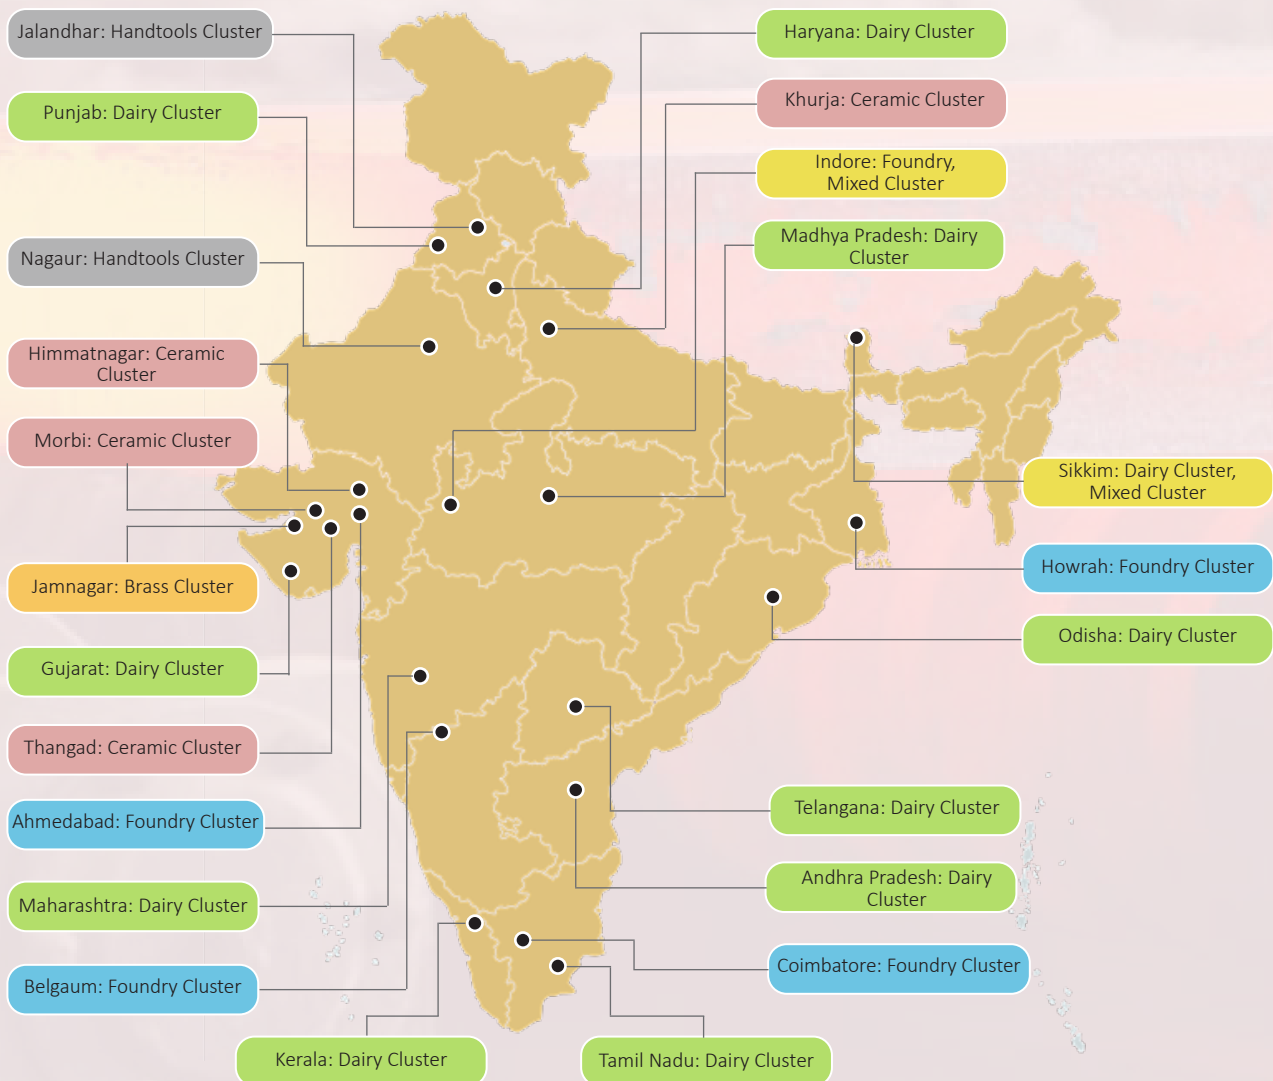 Jalandhar: Handtools Cluster
Punjab: Dairy Cluster
Nagaur: Handtools Cluster
Himmatnagar: Ceramic
Cluster
Morbi: Ceramic Cluster
Jamnagar: Brass Cluster
Gujarat: Dairy Cluster
Thangad: Ceramic Cluster
Ahmedabad: Foundry Cluster
Maharashtra: Dairy Cluster
Belgaum: Foundry Cluster
Kerala: Dairy Cluster
Tamil Nadu: Dairy Cluster
Haryana: Dairy Cluster
Khurja: Ceramic Cluster
Indore: Foundry,
Mixed Cluster
Madhya Pradesh: Dairy
Cluster
Sikkim: Dairy Cluster,
Mixed Cluster
Howrah: Foundry Cluster
Odisha: Dairy Cluster
Telangana: Dairy Cluster
Andhra Pradesh: Dairy
Cluster
Coimbatore: Foundry Cluster